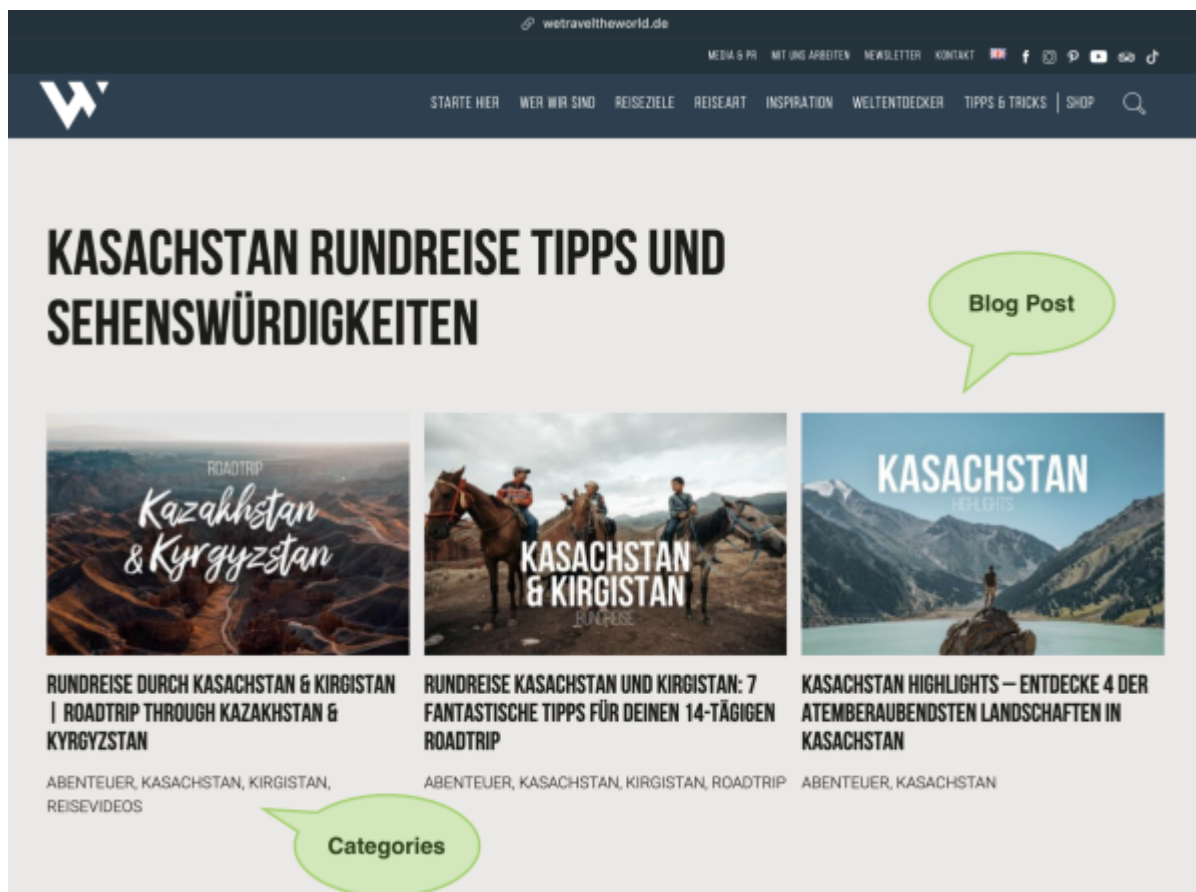 wetraveltheworld.de
MEDIA & PR MIT UNS ARBEITEN NEWSLETTER KONTAKT
STARTE HIER WER WIR SIND REISEZIELE REISEART INSPIRATION WELTENTDECKER TIPPS & TRICKS | SHOP
KASACHSTAN RUNDREISE TIPPS UND
SEHENSWÜRDIGKEITEN
Blog Post
ROADTRIP
Kazakhstan
& Kyrgyzstan
KASACHSTAN
& KIRGISTAN
RUNDREISE
KASACHSTAN
HIGHLIGHTS
RUNDREISE DURCH KASACHSTAN & KIRGISTAN
| ROADTRIP THROUGH KAZAKHSTAN &
KYRGYZSTAN
ABENTEUER, KASACHSTAN, KIRGISTAN,
REISEVIDEOS
RUNDREISE KASACHSTAN UND KIRGISTAN: 7
FANTASTISCHE TIPPS FÜR DEINEN 14-TÄGIGEN
ROADTRIP
ABENTEUER, KASACHSTAN, KIRGISTAN, ROADTRIP
KASACHSTAN HIGHLIGHTS – ENTDECKE 4 DER
ATEMBERAUBENDSTEN LANDSCHAFTEN IN
KASACHSTAN
ABENTEUER, KASACHSTAN
Categories